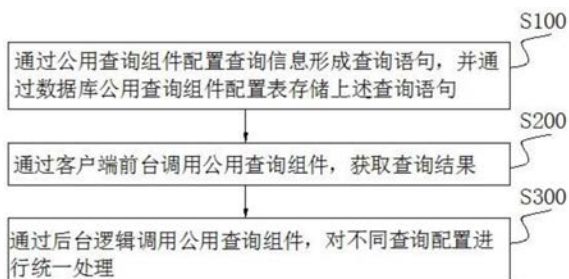 S100
通过公用查询组件配置查询信息形成查询语句，并通
过数据库公用查询组件配置表存储上述查询语句
S200
通过客户端前台调用公用查询组件，获取查询结果
S300
通过后台逻辑调用公用查询组件，对不同查询配置进
行统一处理